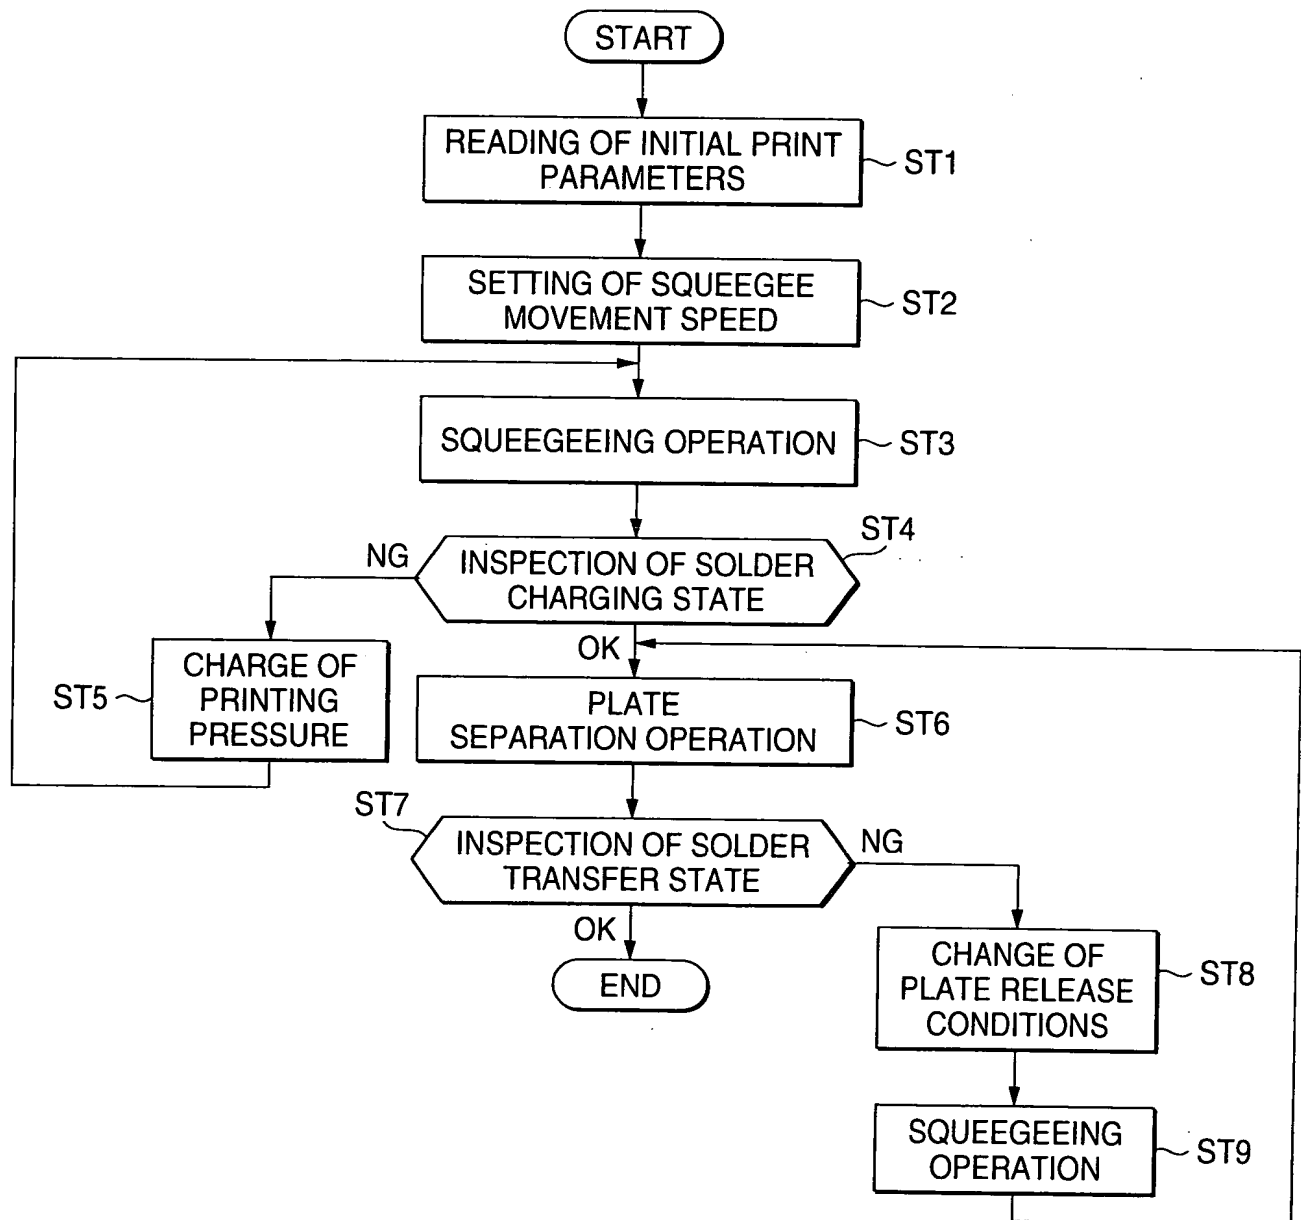 START
READING OF INITIAL PRINT
PARAMETERS
ST1
SETTING OF SQUEEGEE
MOVEMENT SPEED
ST2
SQUEEGEEING OPERATION
ST3
ST4
NG
INSPECTION OF SOLDER
CHARGING STATE
OK
CHARGE OF
PRINTING
PRESSURE
ST5
PLATE
SEPARATION OPERATION
ST6
ST7
INSPECTION OF SOLDER
TRANSFER STATE
NG
OK
END
CHANGE OF
PLATE RELEASE
CONDITIONS
ST8
SQUEEGEEING
OPERATION
ST9